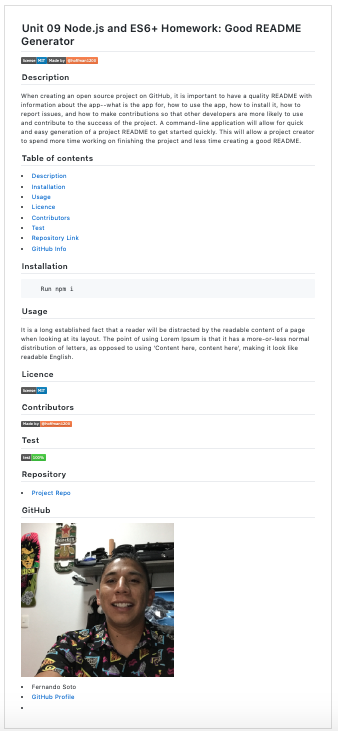 Unit 09 Node.js and ES6+ Homework: Good README
Generator
license MIT Made by
Description
When creating an open source project on GitHub, it is important to have a quality README with
information about the app--what is the app for, how to use the app, how to install it, how to
report issues, and how to make contributions so that other developers are more likely to use
and contribute to the success of the project. A command-line application will allow for quick
and easy generation of a project README to get started quickly. This will allow a project creator
to spend more time working on finishing the project and less time creating a good README.
Table of contents
Description
Installation
Usage
Licence
Contributors
Test
Repository Link
GitHub Info
Installation
Run npm i
Usage
It is a long established fact that a reader will be distracted by the readable content of a page
when looking at its layout. The point of using Lorem Ipsum is that it has a more-or-less normal
distribution of letters, as opposed to using 'Content here, content here', making it look like
readable English.
Licence
license MIT
Contributors
Made by
Test
test 100%
Repository
Project Repo
GitHub
Fernando Soto
GitHub Profile